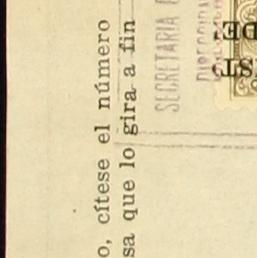 o, cítese el número
sa que lo gira a fin
SECRETARIA